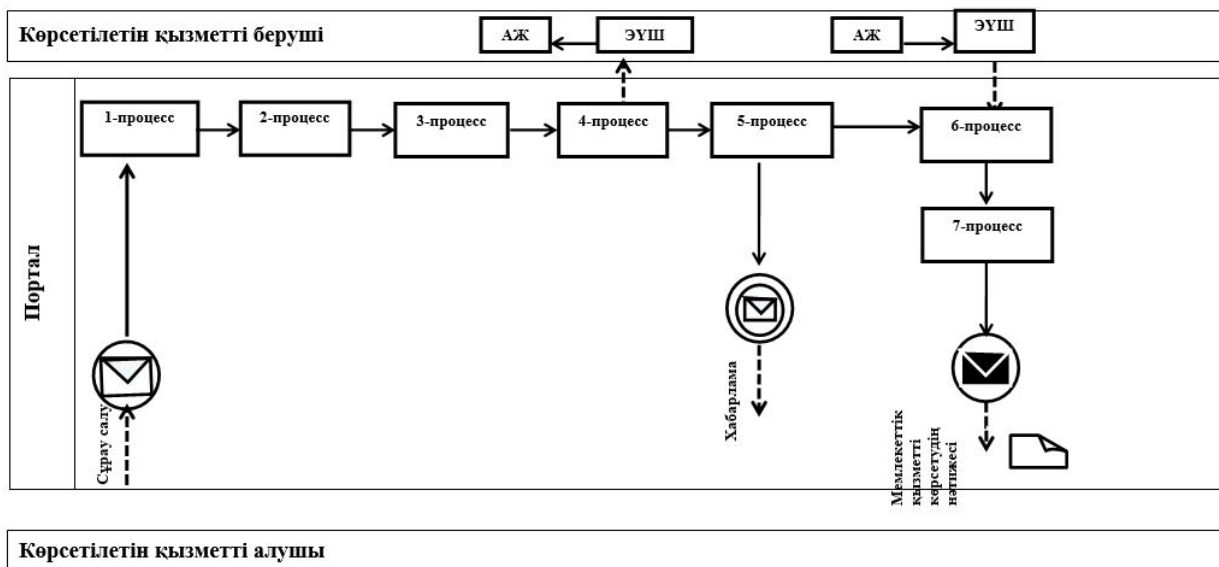 Көрсетілетін қызметті беруші
АЖ
ЭҮШ
АЖ
ЭҮШ
Портал
1-процесс
2-процесс
3-процесс
4-процесс
5-процесс
6-процесс
7-процесс
Сұрау салу
Хабарлама
Мемлекеттік
қызметті
көрсетудің
нәтижесі
Көрсетілетін қызметті алушы